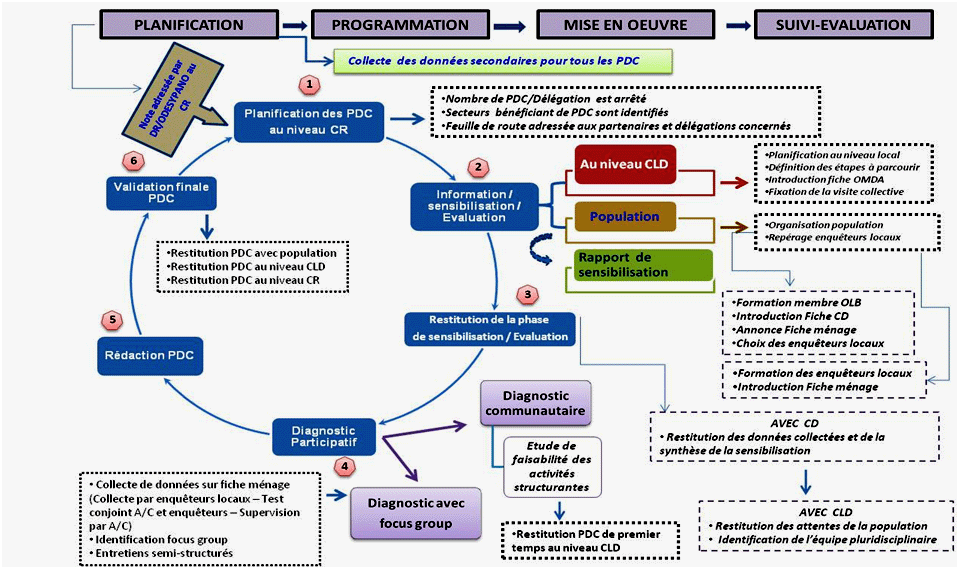 PLANIFICATION
PROGRAMMATION
MISE EN OEUVRE
SUIVI-EVALUATION
Collecte des données secondaires pour tous les PDC
Note adressée par
DR/ODESYPANO au
CR
1
Planification des PDC
au niveau CR
•Nombre de PDC/Délégation est arrêté
•Secteurs bénéficiant de PDC sont identifiés
•Feuille de route adressée aux partenaires et délégations concernés
2
Information /
sensibilisation /
Evaluation
Au niveau CLD
•Planification au niveau local
•Définition des étapes à parcourir
•Introduction fiche OMDA
•Fixation de la visite collective
Population
•Organisation population
•Repérage enquêteurs locaux
Rapport de
sensibilisation
•Formation membre OLB
•Introduction Fiche CD
•Annonce Fiche ménage
•Choix des enquêteurs locaux
•Formation des enquêteurs locaux
•Introduction Fiche ménage
3
Restitution de la phase
de sensibilisation / Evaluation
AVEC CD
• Restitution des données collectées et de la
synthèse de la sensibilisation
AVEC CLD
• Restitution des attentes de la population
• Identification de l'équipe pluridisciplinaire
4
Diagnostic
Participatif
Diagnostic
communautaire
Etude de
faisabilité des
activités
structurantes
•Restitution PDC de premier
temps au niveau CLD
Diagnostic avec
focus group
• Collecte de données sur fiche ménage
(Collecte par enquêteurs locaux – Test
conjoint A/C et enquêteurs – Supervision
par A/C)
• Identification focus group
• Entretiens semi-structurés
5
Rédaction PDC
6
Validation finale
PDC
•Restitution PDC avec population
•Restitution PDC au niveau CLD
•Restitution PDC au niveau CR